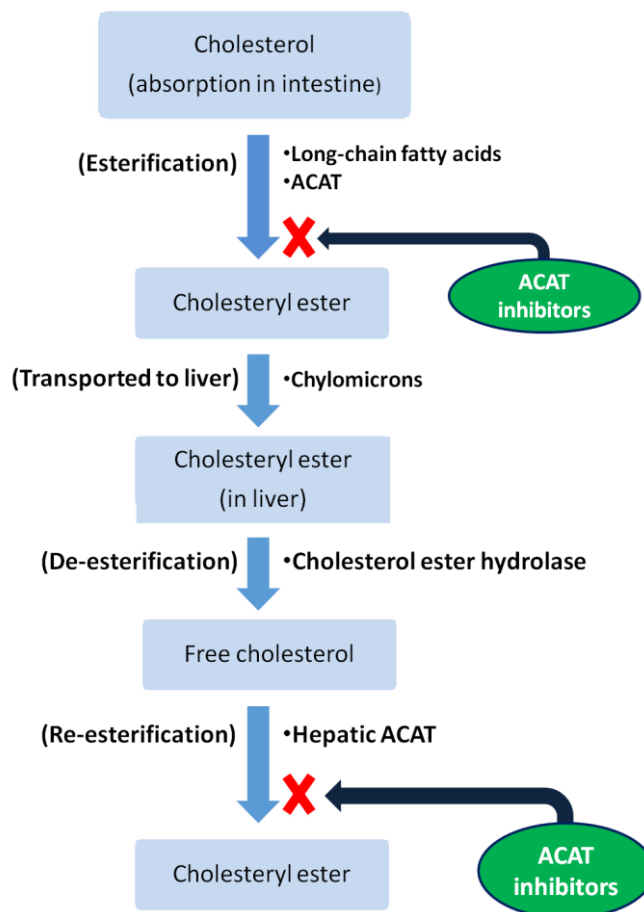 Cholesterol
(absorption in intestine)
(Esterification)
•Long-chain fatty acids
•ACAT
ACAT
inhibitors
Cholesteryl ester
(Transported to liver)
•Chylomicrons
Cholesteryl ester
(in liver)
(De-esterification)
•Cholesterol ester hydrolase
Free cholesterol
(Re-esterification)
•Hepatic ACAT
ACAT
inhibitors
Cholesteryl ester